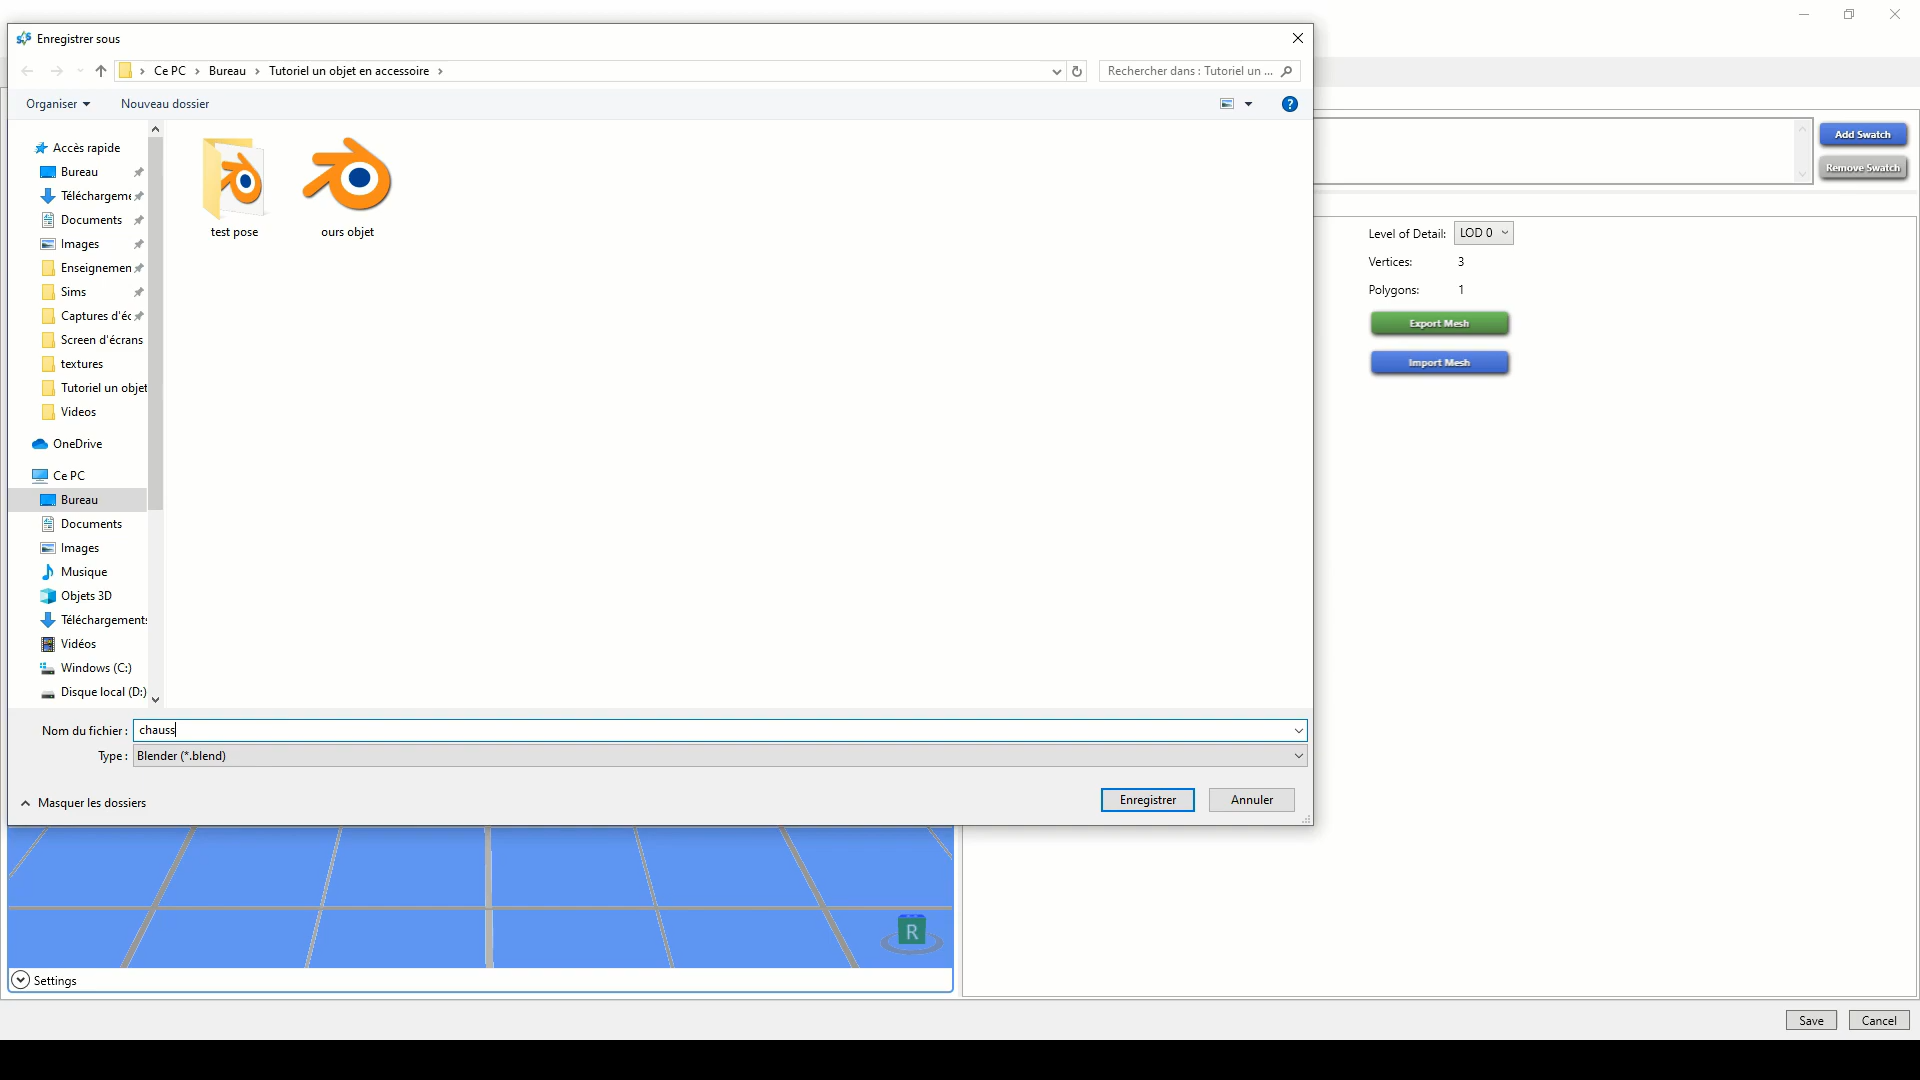 Enregistrer sous
Ce PC › Bureau › Tutoriel un objet en accessoire ›
Rechercher dans : Tutoriel un ...
Organiser
Nouveau dossier
?
Accès rapide
Bureau
Téléchargeme
Documents
Images
Enseignemen
Sims
Captures d'éc
Screen d'écrans
textures
Tutoriel un objet
Videos
OneDrive
Ce PC
Bureau
Documents
Images
Musique
Objets 3D
Téléchargements
Vidéos
Windows (C:)
Disque local (D:)
test pose
ours objet
Nom du fichier : chauss
Type : Blender (*.blend)
Masquer les dossiers
Enregistrer
Annuler
Add Swatch
Remove Swatch
Level of Detail: LOD 0
Vertices: 3
Polygons: 1
Export Mesh
Import Mesh
R
Settings
Save
Cancel